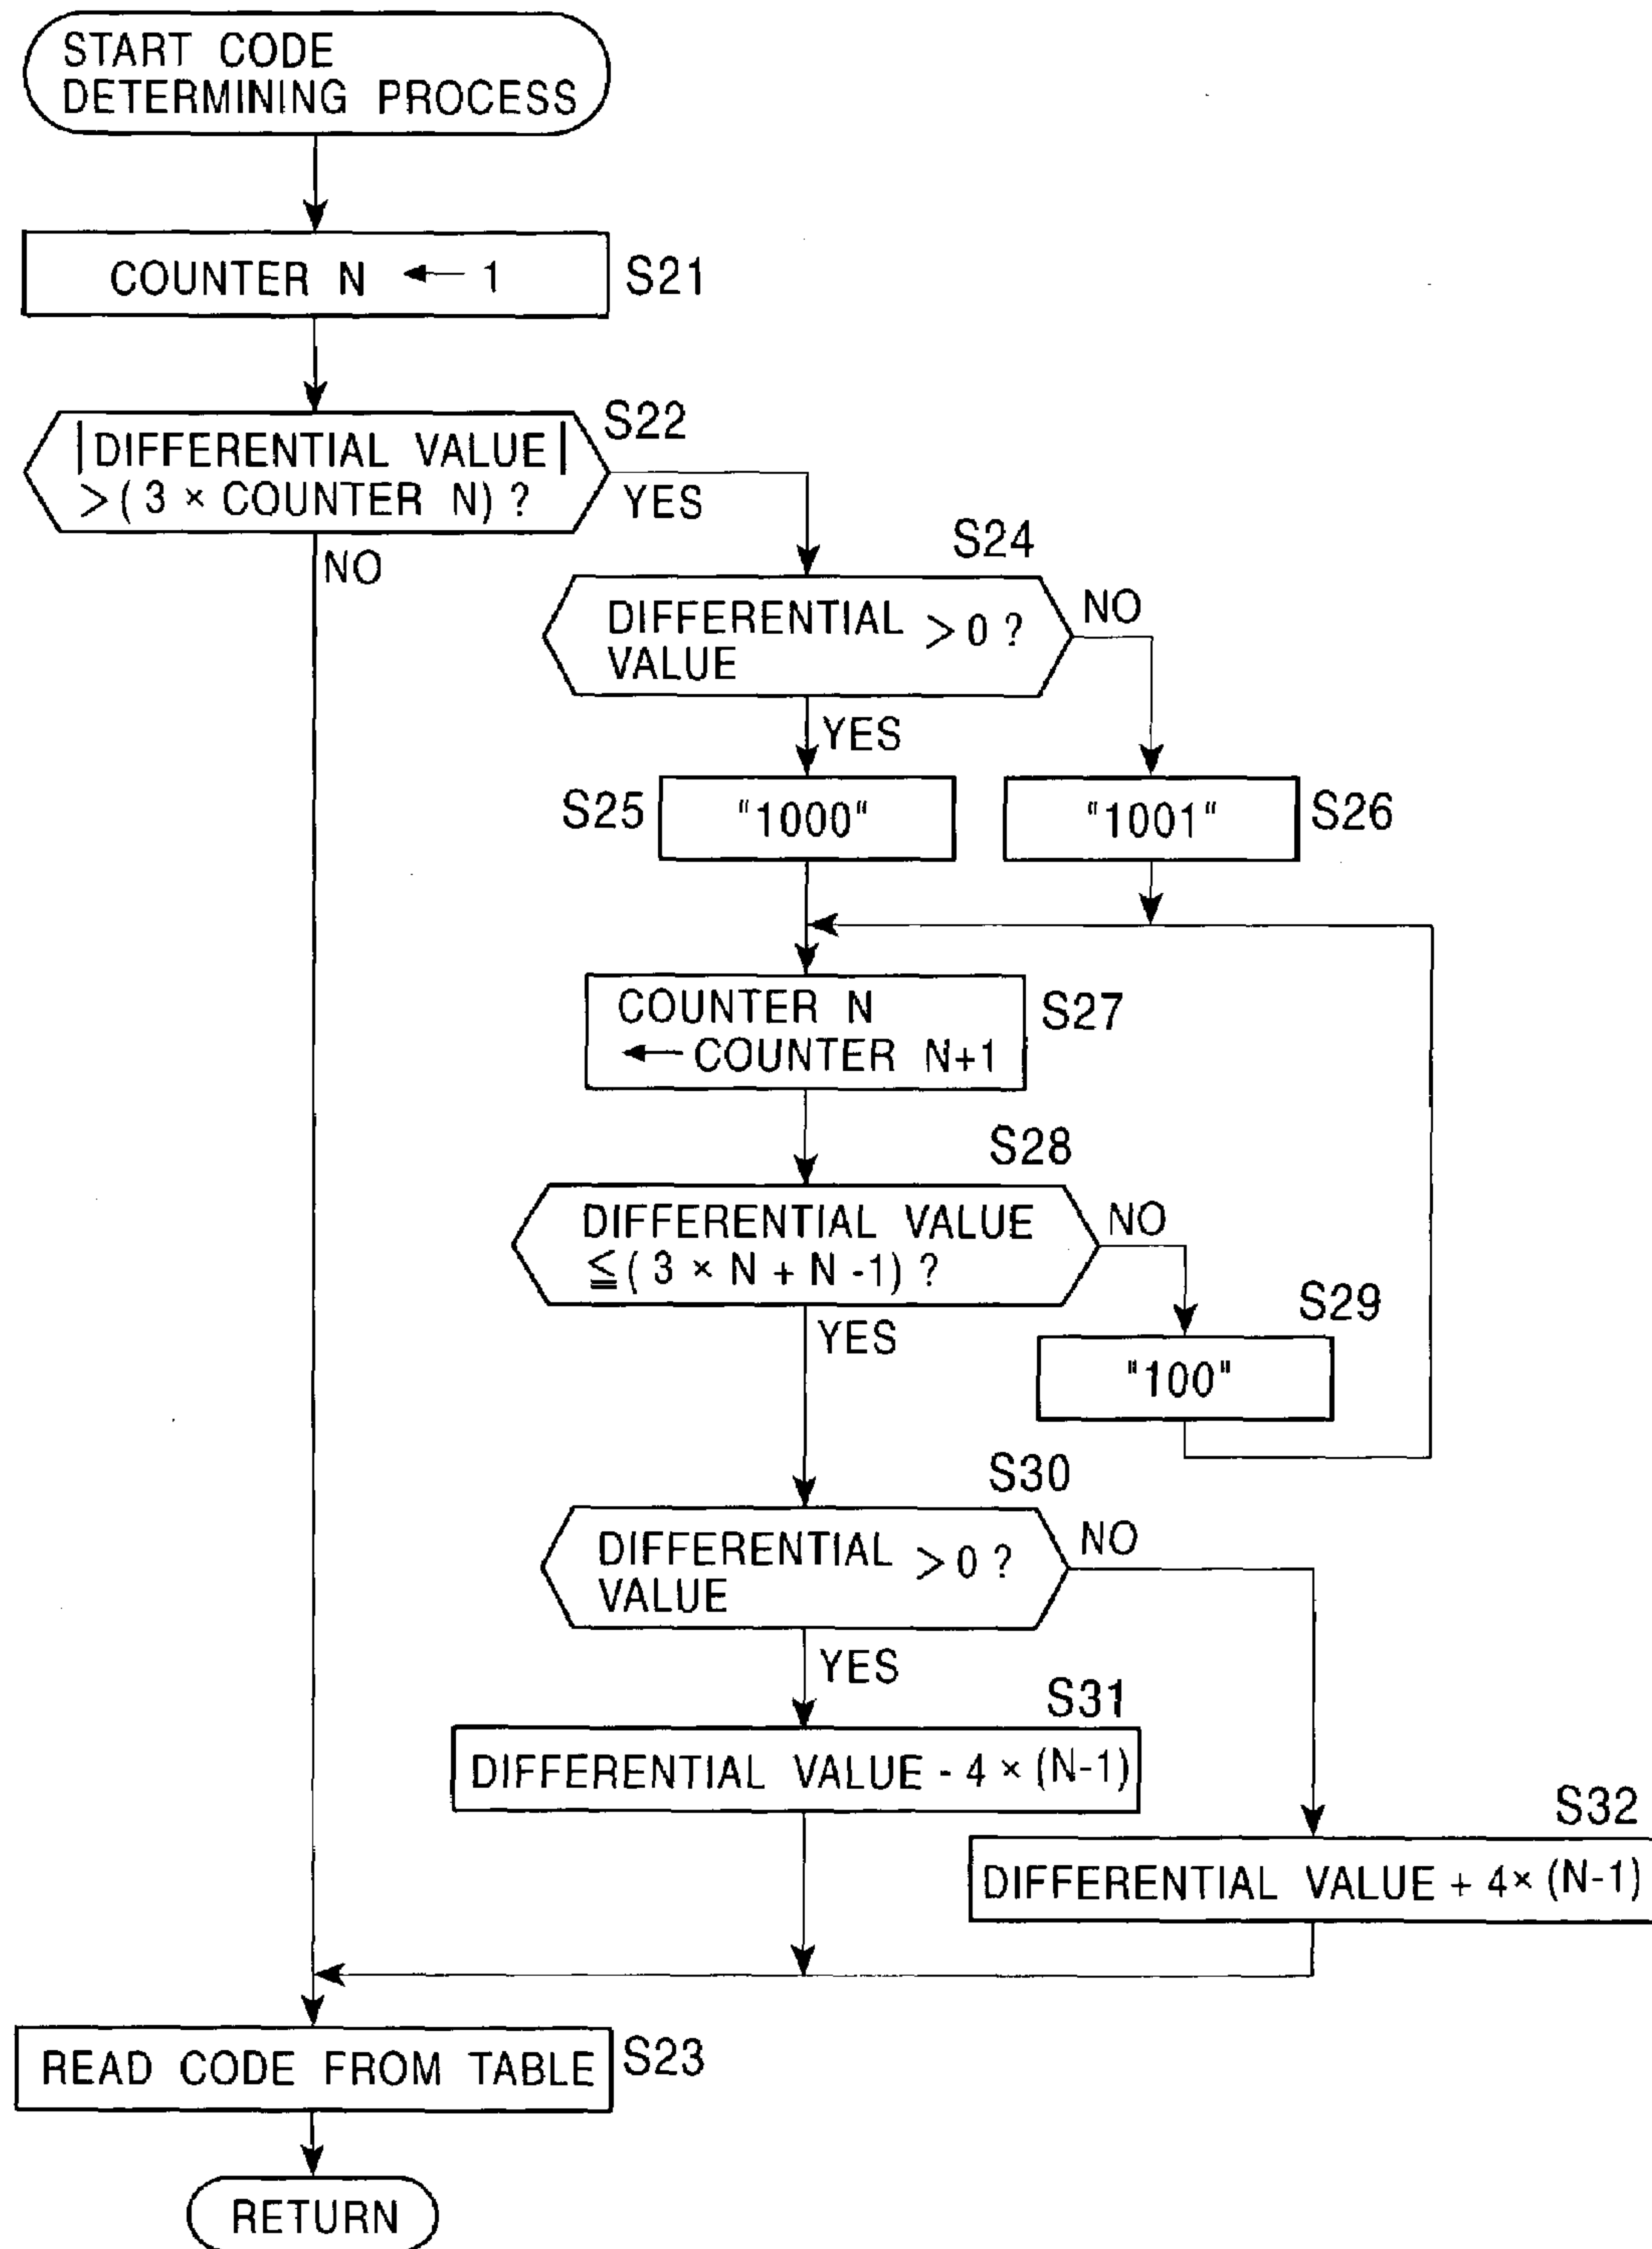 START CODE
DETERMINING PROCESS
COUNTER N ← 1
S21
|DIFFERENTIAL VALUE|
>(3 × COUNTER N)?
S22
YES
NO
S24
DIFFERENTIAL
VALUE
>0?
NO
YES
S25
"1000"
"1001"
S26
COUNTER N
← COUNTER N+1
S27
S28
DIFFERENTIAL VALUE
≦(3 × N + N -1)?
NO
YES
S29
"100"
S30
DIFFERENTIAL
VALUE
>0?
NO
YES
S31
DIFFERENTIAL VALUE - 4 × (N-1)
S32
DIFFERENTIAL VALUE + 4× (N-1)
READ CODE FROM TABLE
S23
RETURN